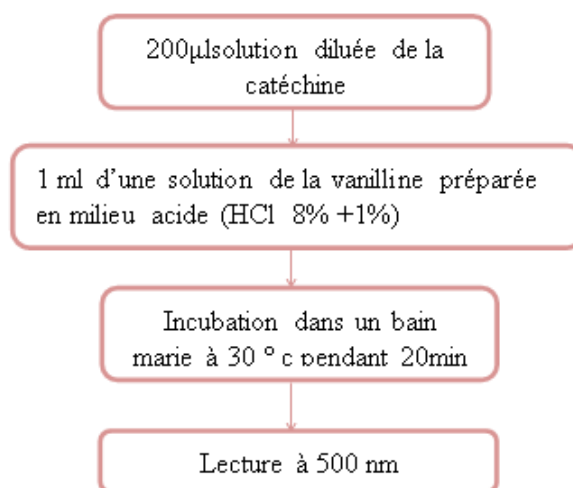 200µlsolution diluée de la
catéchine
1 ml d’une solution de la vanilline préparée
en milieu acide (HCl 8% +1%)
Incubation dans un bain
marie à 30 ° c pendant 20min
Lecture à 500 nm